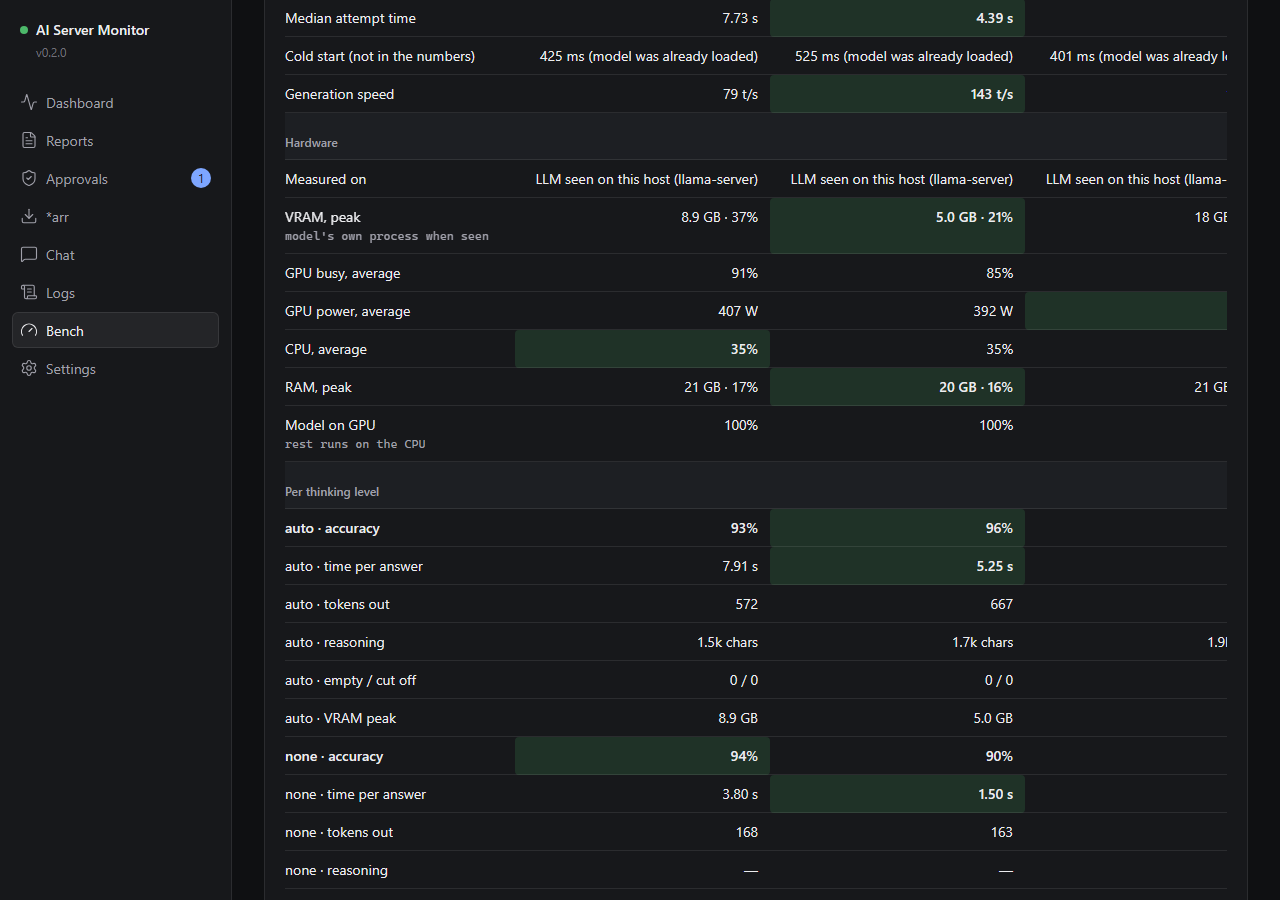 AI Server Monitor
v0.2.0
Dashboard
Reports
Approvals 1
*arr
Chat
Logs
Bench
Settings
Median attempt time 7.73 s 4.39 s
Cold start (not in the numbers) 425 ms (model was already loaded) 525 ms (model was already loaded) 401 ms (model was already
Generation speed 79 t/s 143 t/s
Hardware
Measured on LLM seen on this host (llama-server) LLM seen on this host (llama-server) LLM seen on this host (llama-
VRAM, peak 8.9 GB · 37% 5.0 GB · 21% 18 GB
model's own process when seen
GPU busy, average 91% 85%
GPU power, average 407 W 392 W
CPU, average 35% 35%
RAM, peak 21 GB · 17% 20 GB · 16% 21 GB
Model on GPU 100% 100%
rest runs on the CPU
Per thinking level
auto · accuracy 93% 96%
auto · time per answer 7.91 s 5.25 s
auto · tokens out 572 667
auto · reasoning 1.5k chars 1.7k chars 1.9
auto · empty / cut off 0 / 0 0 / 0
auto · VRAM peak 8.9 GB 5.0 GB
none · accuracy 94% 90%
none · time per answer 3.80 s 1.50 s
none · tokens out 168 163
none · reasoning — —